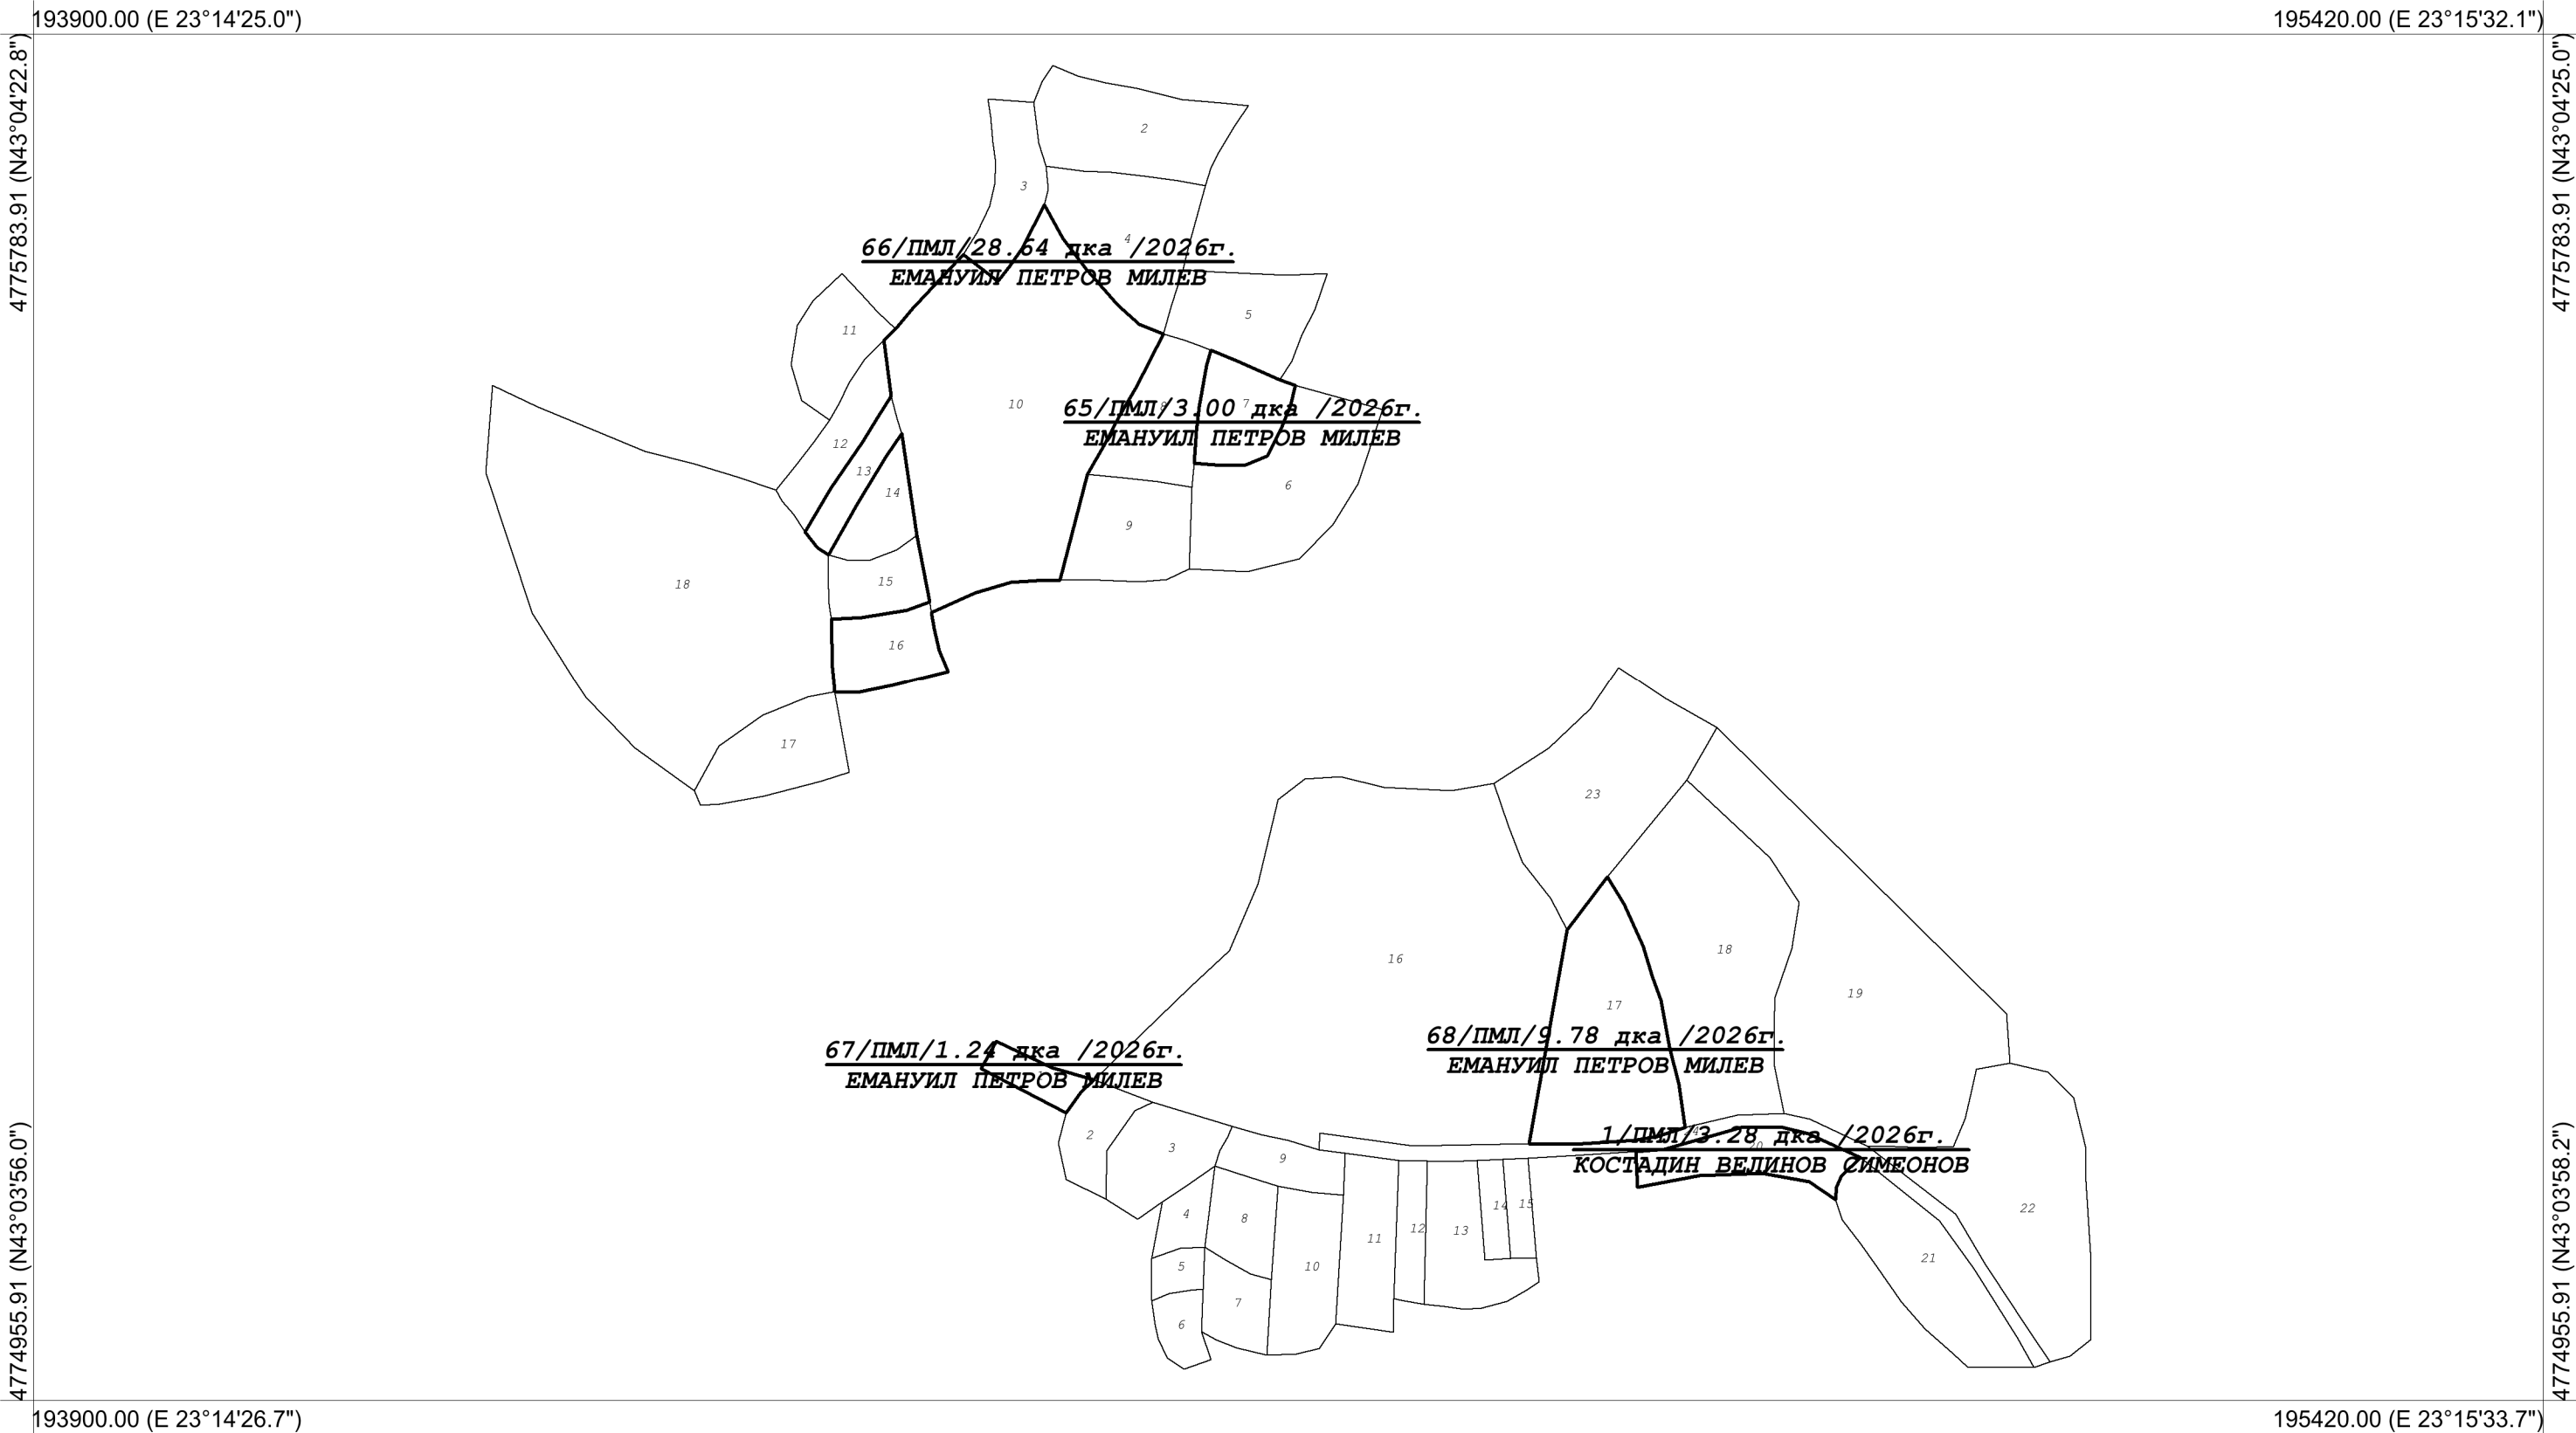 193900.00 (E 23°14'25.0")
195420.00 (E 23°15'32.1")
4775783.91 (N43°04'22.8")
4775783.91 (N43°04'25.0")
2
3
4
66/ПМЛ/28.64 дка /2026г.
ЕМАНУИЛ ПЕТРОВ МИЛЕВ
5
11
10
7
65/ПМЛ/3.00 дка /2026г.
ЕМАНУИЛ ПЕТРОВ МИЛЕВ
12
13
14
6
9
15
18
16
17
23
18
16
19
17
68/ПМЛ/9.78 дка /2026г.
ЕМАНУИЛ ПЕТРОВ МИЛЕВ
67/ПМЛ/1.24 дка /2026г.
ЕМАНУИЛ ПЕТРОВ МИЛЕВ
1/ПМЛ/3.28 дка /2026г.
КОСТАДИН ВЕЛИНОВ СИМЕОНОВ
20
2
3
9
4
8
14
15
12
13
11
22
5
10
21
7
6
4774955.91 (N43°03'56.0")
4774955.91 (N43°03'58.2")
193900.00 (E 23°14'26.7")
195420.00 (E 23°15'33.7")